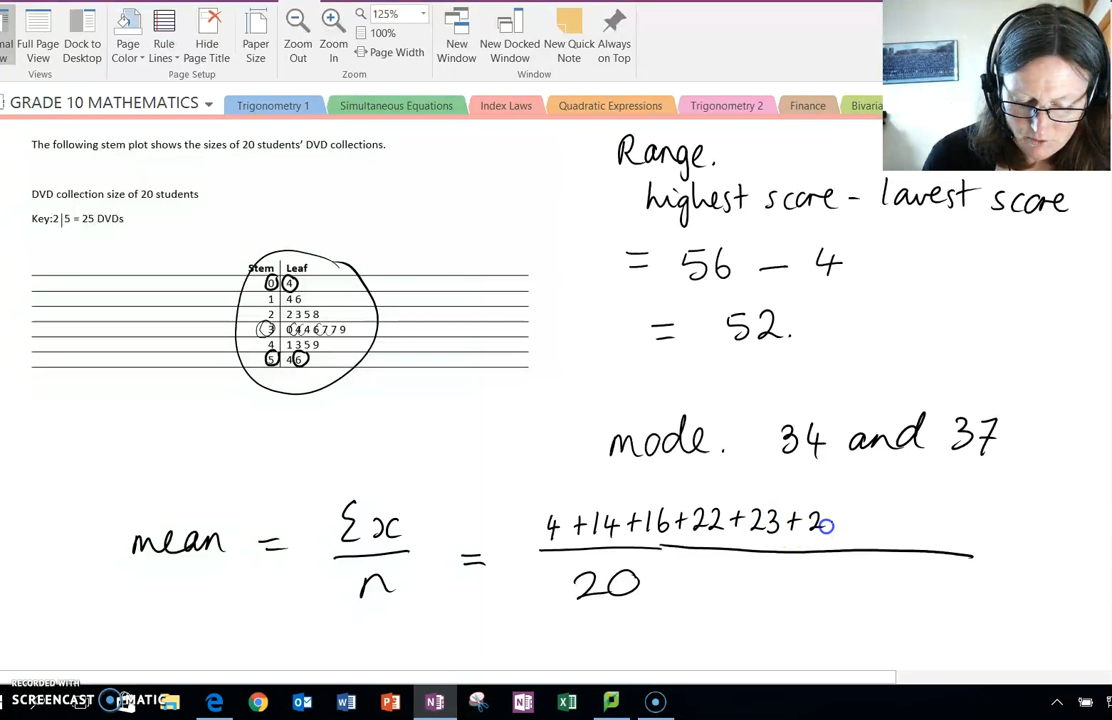 Full Page View
Dock to Desktop
Views
Page Color
Rule Lines
Hide Page Title
Page Setup
Paper Size
Zoom Out
Zoom In
125%
100%
Page Width
Zoom
New Window
New Docked Window
New Quick Note
Always on Top
Window
GRADE 10 MATHEMATICS
Trigonometry 1
Simultaneous Equations
Index Laws
Quadratic Expressions
Trigonometry 2
Finance
Bivaria
The following stem plot shows the sizes of 20 students' DVD collections.
DVD collection size of 20 students
Key:2|5 = 25 DVDs
Stem Leaf
0 | 4
1 | 4 6
2 | 2 3 5 8
3 | 0 4 4 6 7 7 9
4 | 1 3 5 9
5 | 4 6
Range.
highest score - lowest score
= 56 - 4
= 52.
mode. 34 and 37
mean = Σx / n = 4 +14 +16 +22 + 23 + 2 / 20
RECORDED WITH
SCREENCAST MATIC